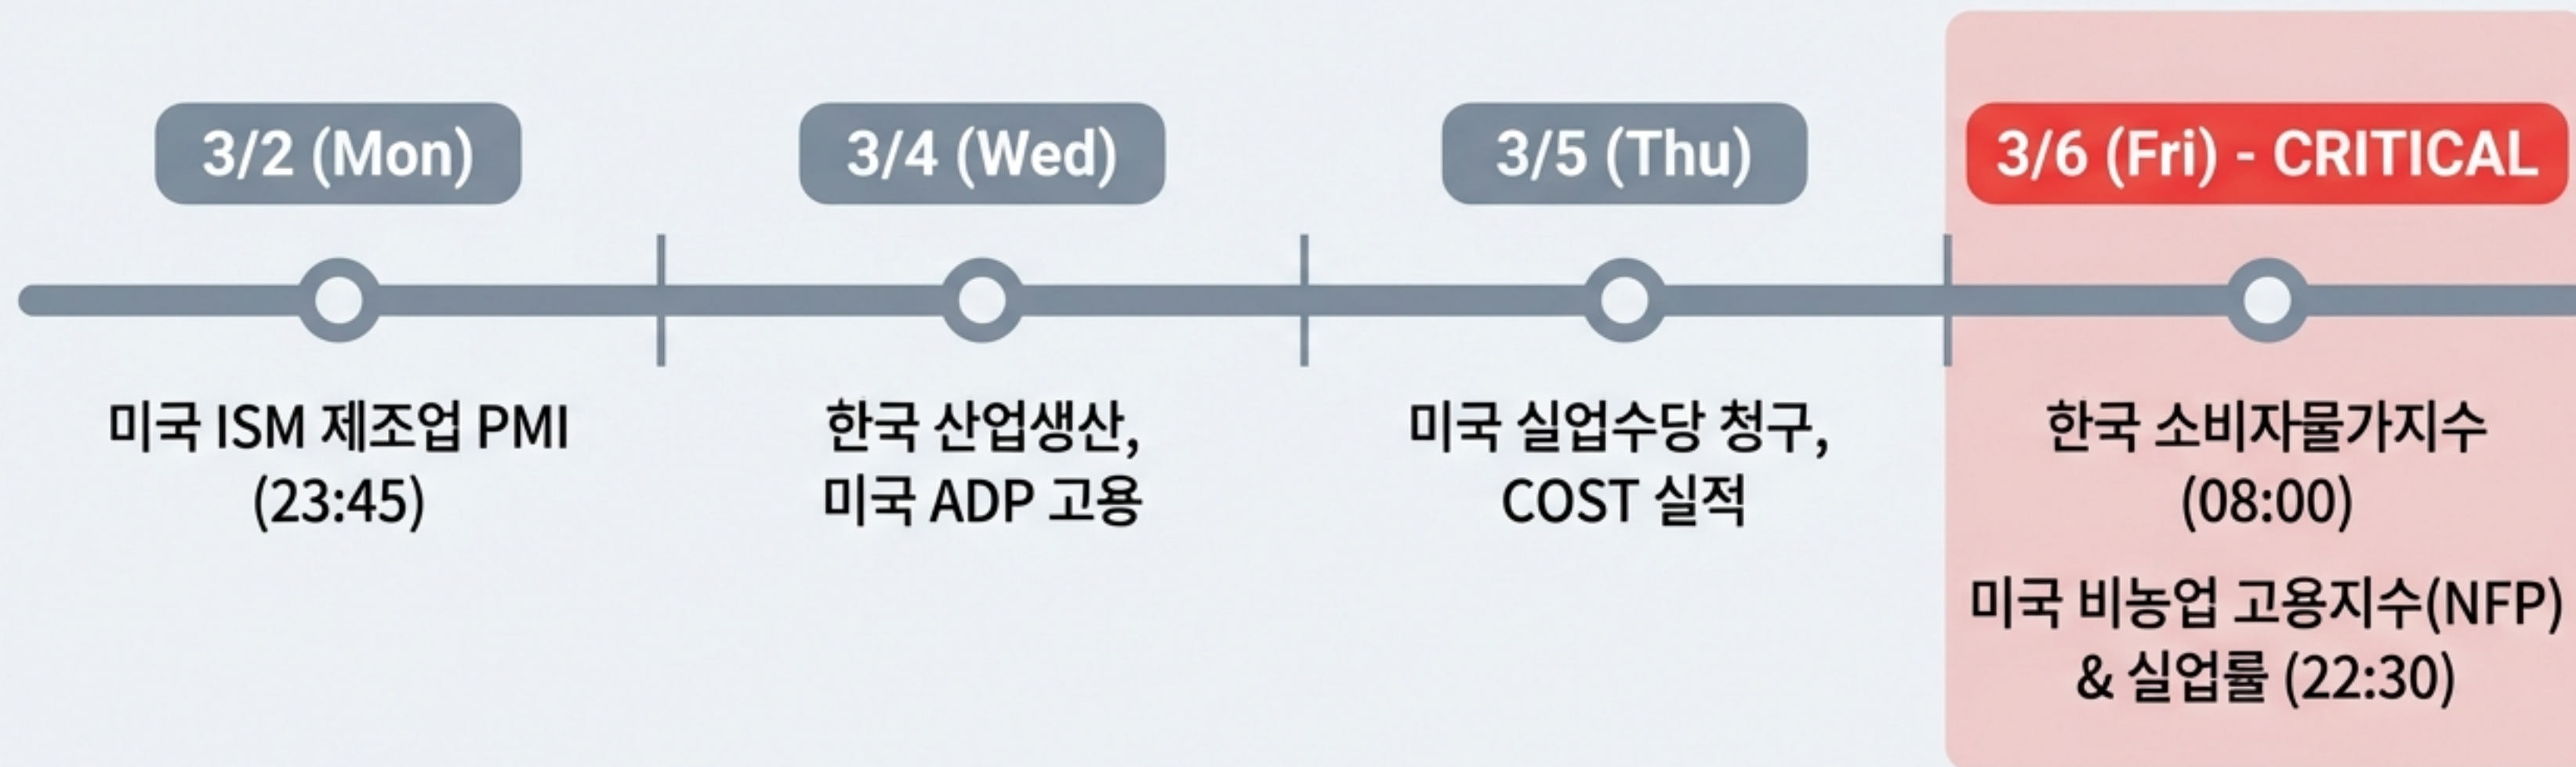 3/2 (Mon)
미국 ISM 제조업 PMI
(23:45)
3/4 (Wed)
한국 산업생산,
미국 ADP 고용
3/5 (Thu)
미국 실업수당 청구,
COST 실적
3/6 (Fri) - CRITICAL
한국 소비자물가지수
(08:00)
미국 비농업 고용지수(NFP)
& 실업률 (22:30)